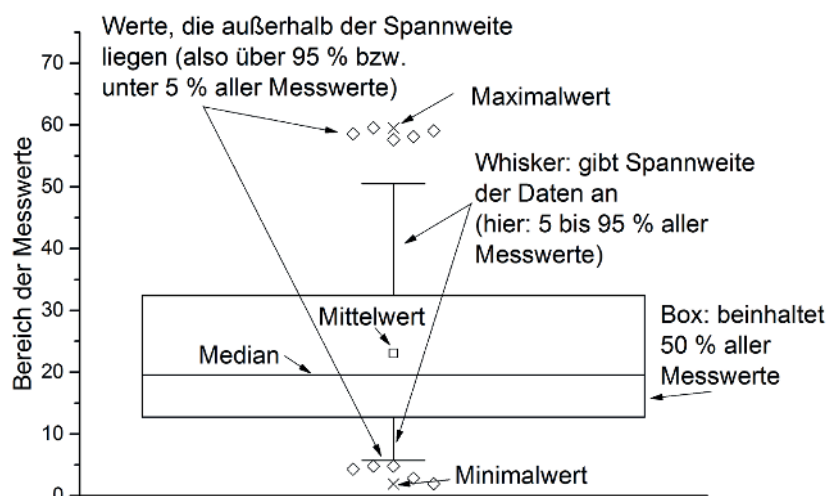 Werte, die außerhalb der Spannweite
liegen (also über 95 % bzw.
unter 5 % aller Messwerte)
Maximalwert
Whisker: gibt Spannweite
der Daten an
(hier: 5 bis 95 % aller
Messwerte)
Mittelwert
Median
Box: beinhaltet
50 % aller
Messwerte
Minimalwert
Bereich der Messwerte
70
60
50
40
30
20
10
0